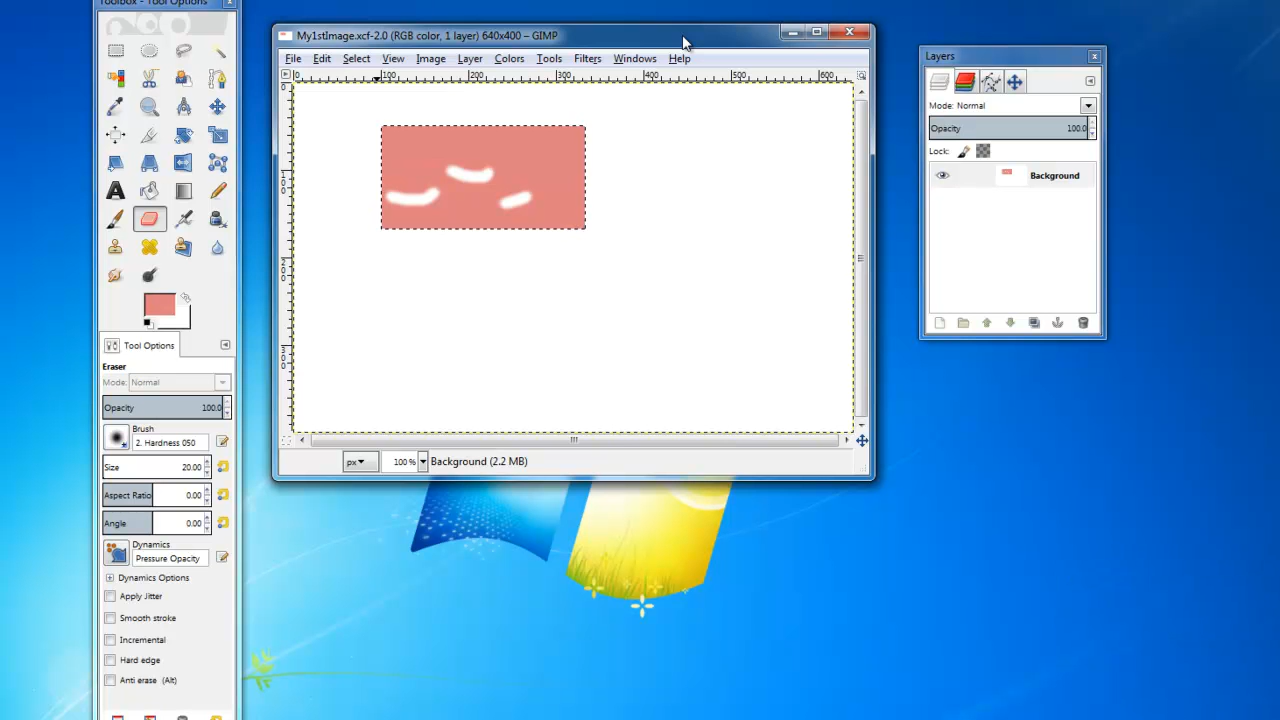 Toolbox - Tool Options
My1stImage.xcf-2.0 (RGB color, 1 layer) 640x400 – GIMP
File Edit Select View Image Layer Colors Tools Filters Windows Help
0 100 200 300 400 500 600
0
100
200
300
px 100 % Background (2.2 MB)
Tool Options
Eraser
Mode: Normal
Opacity 100.0
Brush
2. Hardness 050
Size 20.00
Aspect Ratio 0.00
Angle 0.00
Dynamics
Pressure Opacity
Dynamics Options
Apply Jitter
Smooth stroke
Incremental
Hard edge
Anti erase (Alt)
Layers
Mode: Normal
Opacity 100.0
Lock:
Background